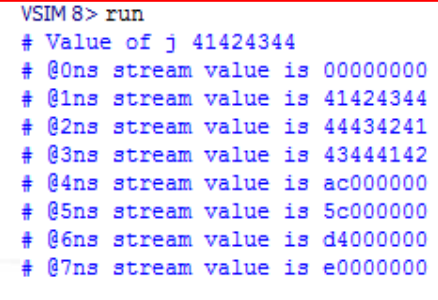 VSIM 8> run
# Value of j 41424344
# @0ns stream value is 00000000
# @1ns stream value is 41424344
# @2ns stream value is 44434241
# @3ns stream value is 43444142
# @4ns stream value is ac000000
# @5ns stream value is 5c000000
# @6ns stream value is d4000000
# @7ns stream value is e0000000